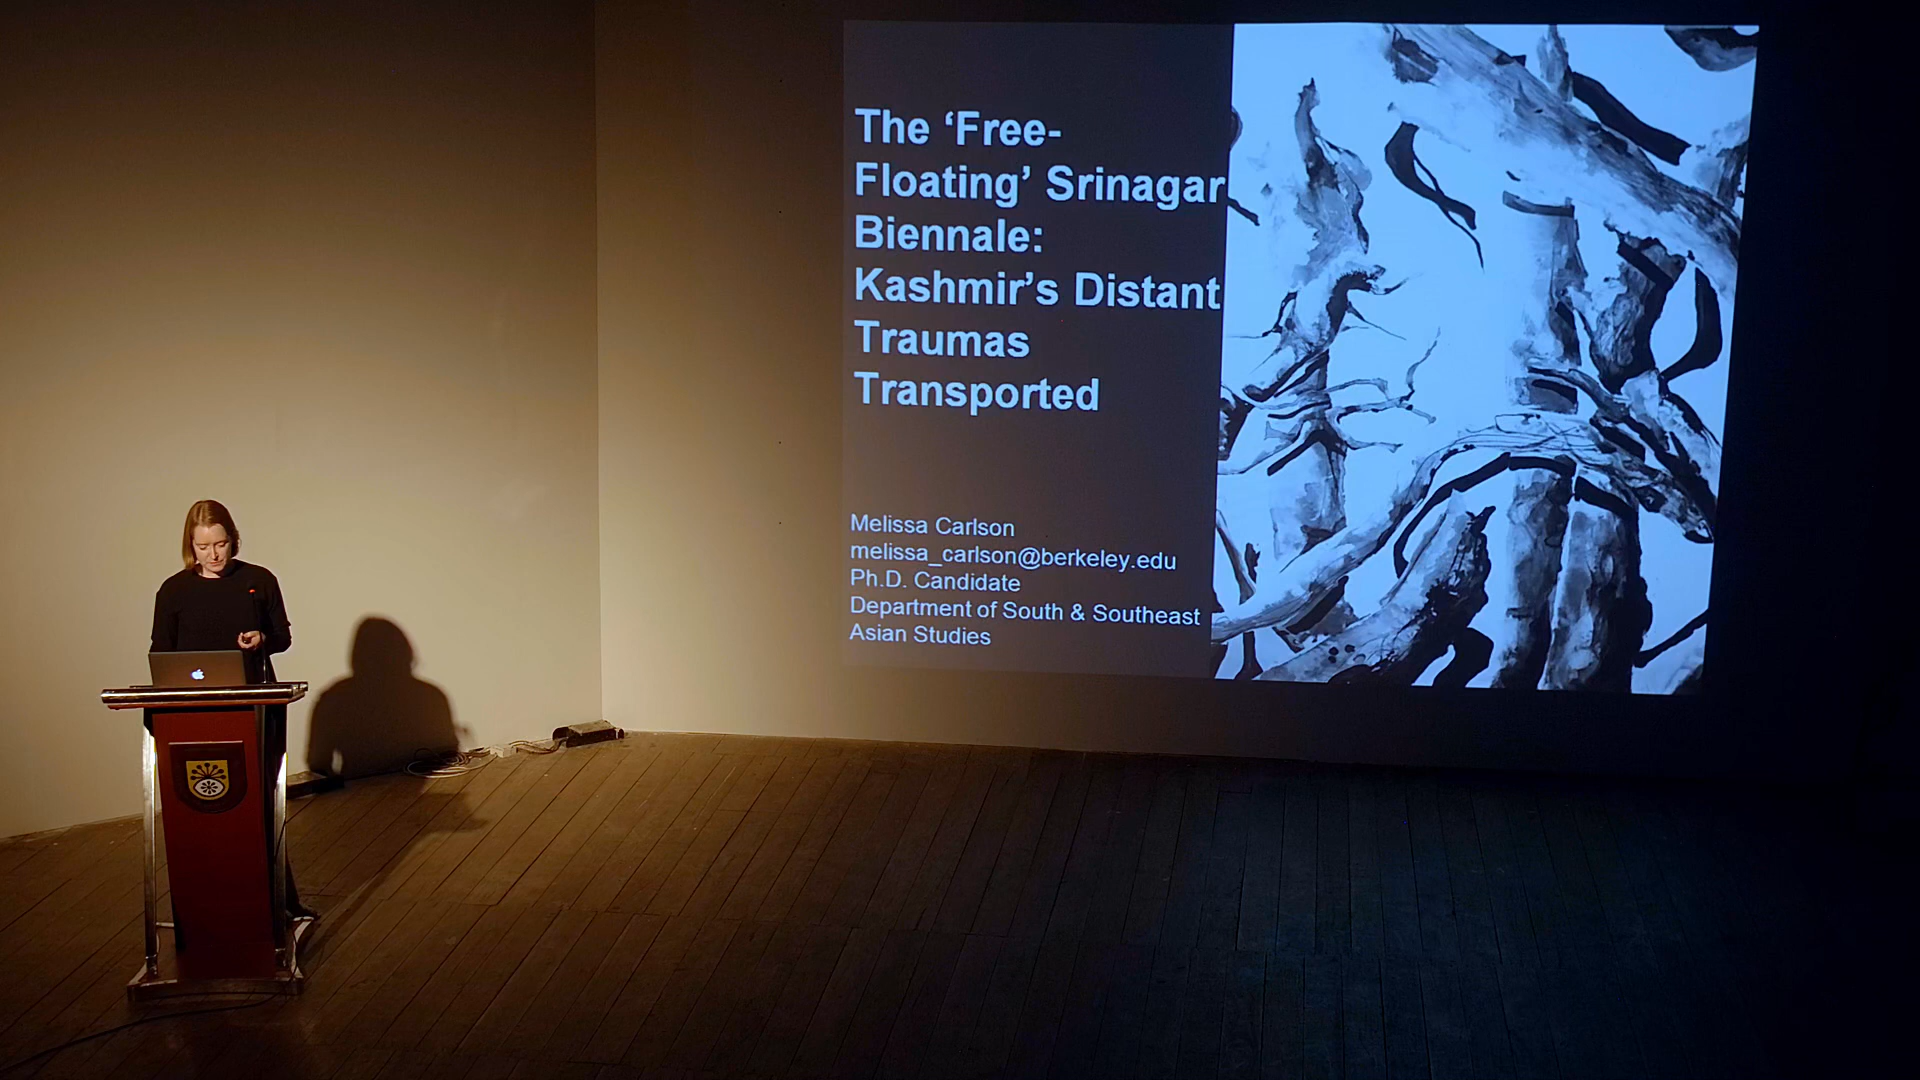 The ‘Free-
Floating’ Srinagar
Biennale:
Kashmir’s Distant
Traumas
Transported
Melissa Carlson
melissa_carlson@berkeley.edu
Ph.D. Candidate
Department of South & Southeast
Asian Studies